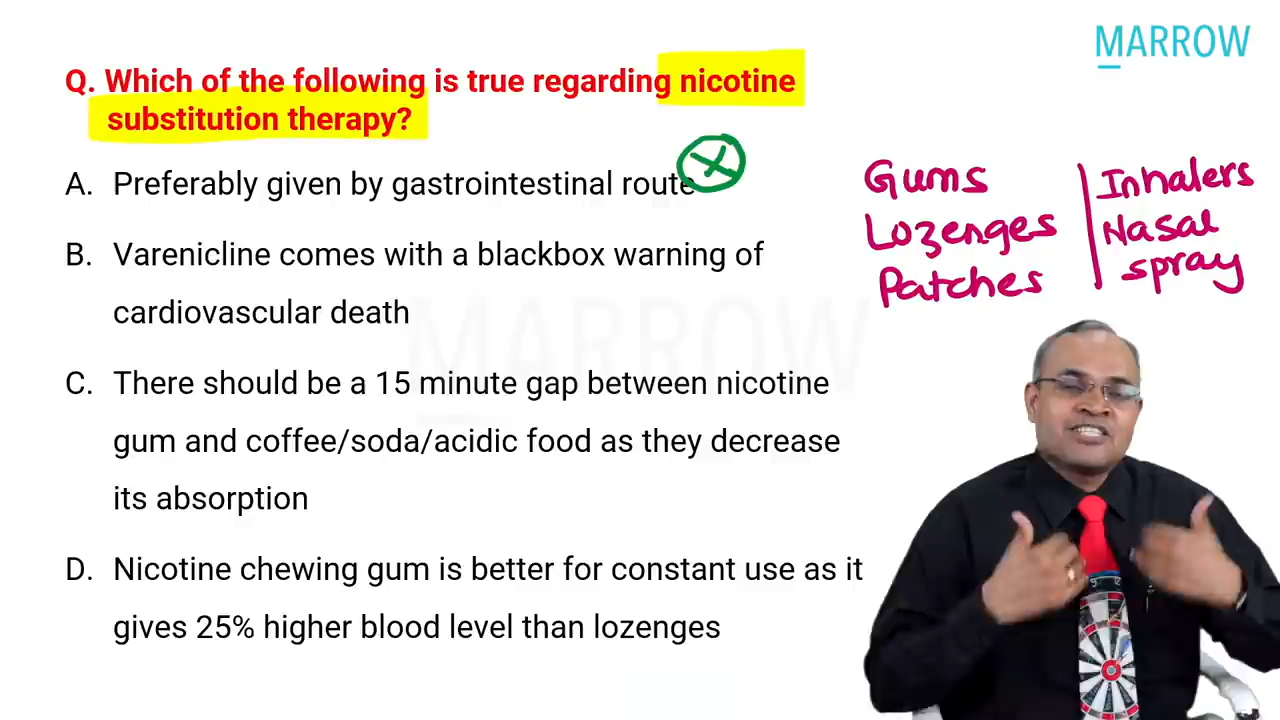 MARROW
Q. Which of the following is true regarding nicotine
substitution therapy?
A. Preferably given by gastrointestinal route
B. Varenicline comes with a blackbox warning of
cardiovascular death
C. There should be a 15 minute gap between nicotine
gum and coffee/soda/acidic food as they decrease
its absorption
D. Nicotine chewing gum is better for constant use as it
gives 25% higher blood level than lozenges
Gums
Lozenges
Patches
Inhalers
Nasal
spray
MARROW